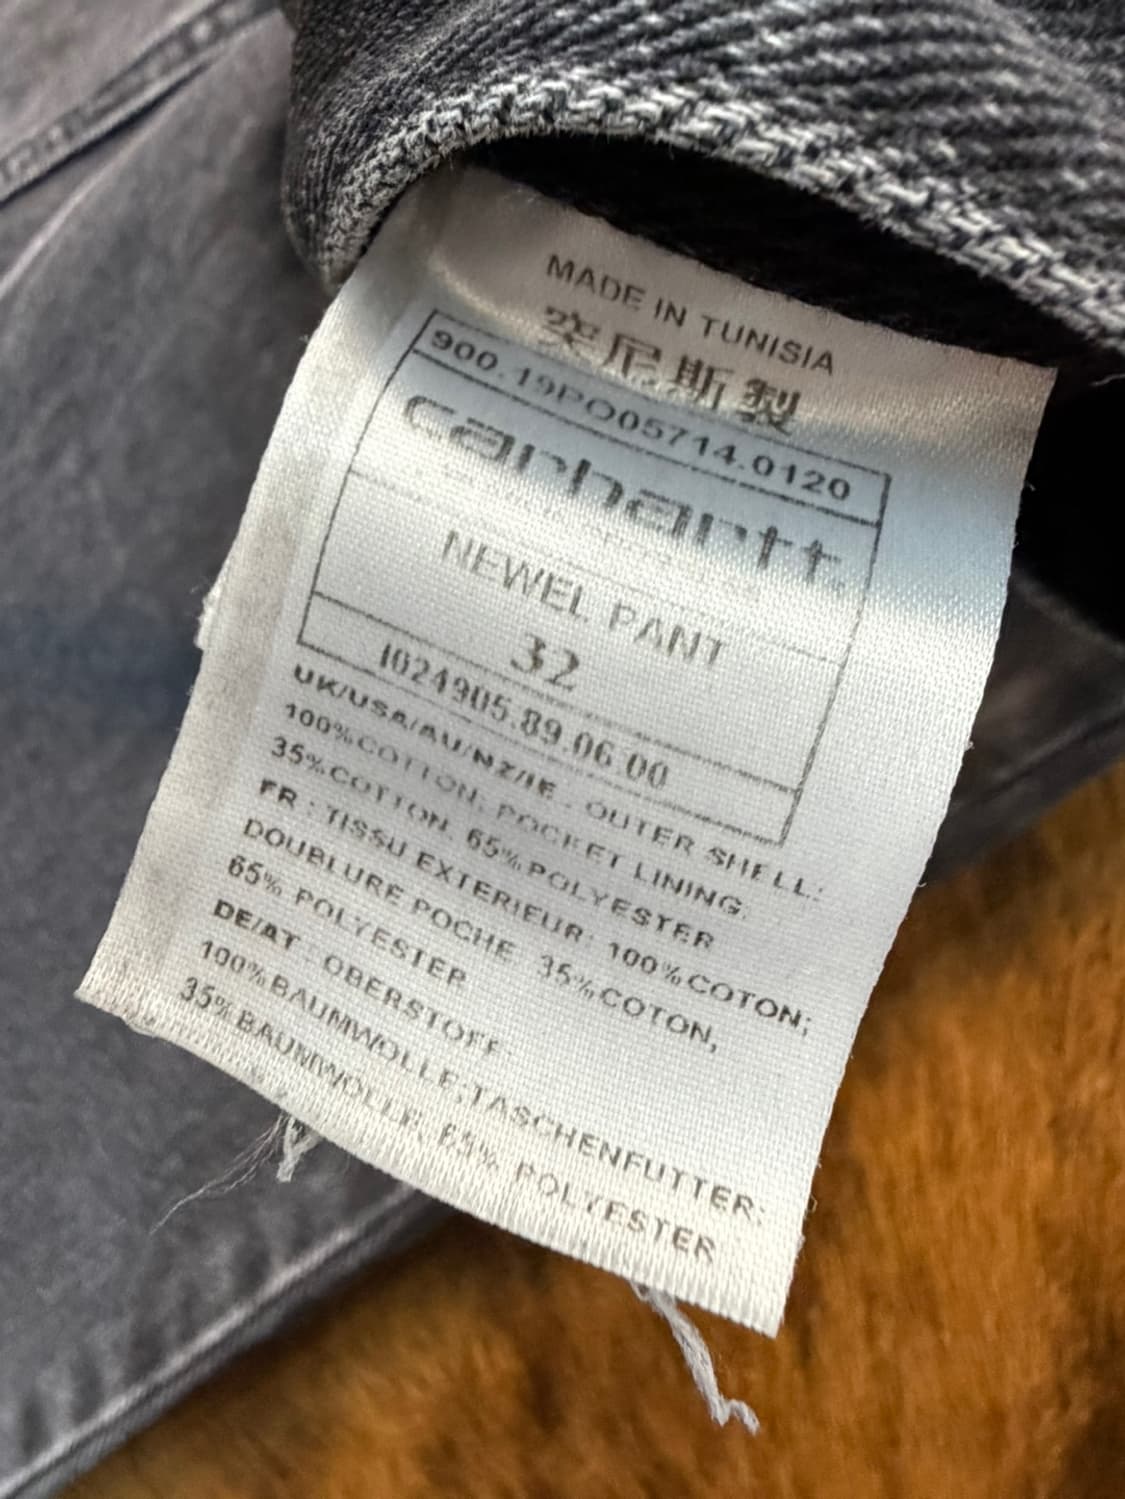 MADE IN TUNISIA
突尼斯製
900.19PO05714.0120
carhartt.
NEWEL PANT
32
I024905.89.06.00
UK/USA/AU/NZ/IE : OUTER SHELL:
100%COTTON; POCKET LINING:
35%COTTON, 65%POLYESTER
FR : TISSU EXTERIEUR: 100%COTON;
DOUBLURE POCHE: 35%COTON,
65% POLYESTER
DE/AT : OBERSTOFF:
100%BAUMWOLLE;TASCHENFUTTER:
35%BAUMWOLLE, 65% POLYESTER